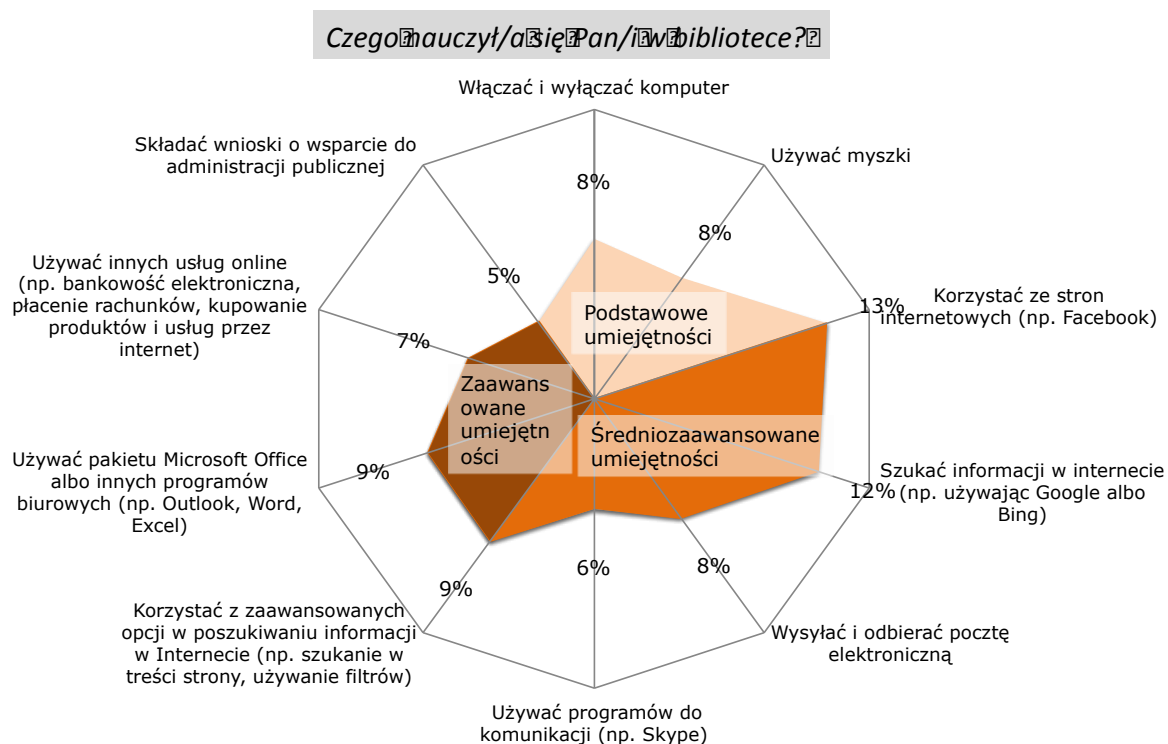 Czego nauczył/a się Pan/i w bibliotece?
Włączać i wyłączać komputer
8%
Używać myszki
8%
Korzystać ze stron
internetowych (np. Facebook)
13%
Szukać informacji w internecie
(np. używając Google albo
Bing)
12%
Wysyłać i odbierać pocztę
elektroniczną
8%
Używać programów do
komunikacji (np. Skype)
6%
Korzystać z zaawansowanych
opcji w poszukiwaniu informacji
w Internecie (np. szukanie w
treści strony, używanie filtrów)
9%
Używać pakietu Microsoft Office
albo innych programów
biurowych (np. Outlook, Word,
Excel)
9%
Używać innych usług online
(np. bankowość elektroniczna,
płacenie rachunków, kupowanie
produktów i usług przez
internet)
7%
Składać wnioski o wsparcie do
administracji publicznej
5%
Podstawowe
umiejętności
Średniozaawansowane
umiejętności
Zaawans
owane
umiejętn
ości